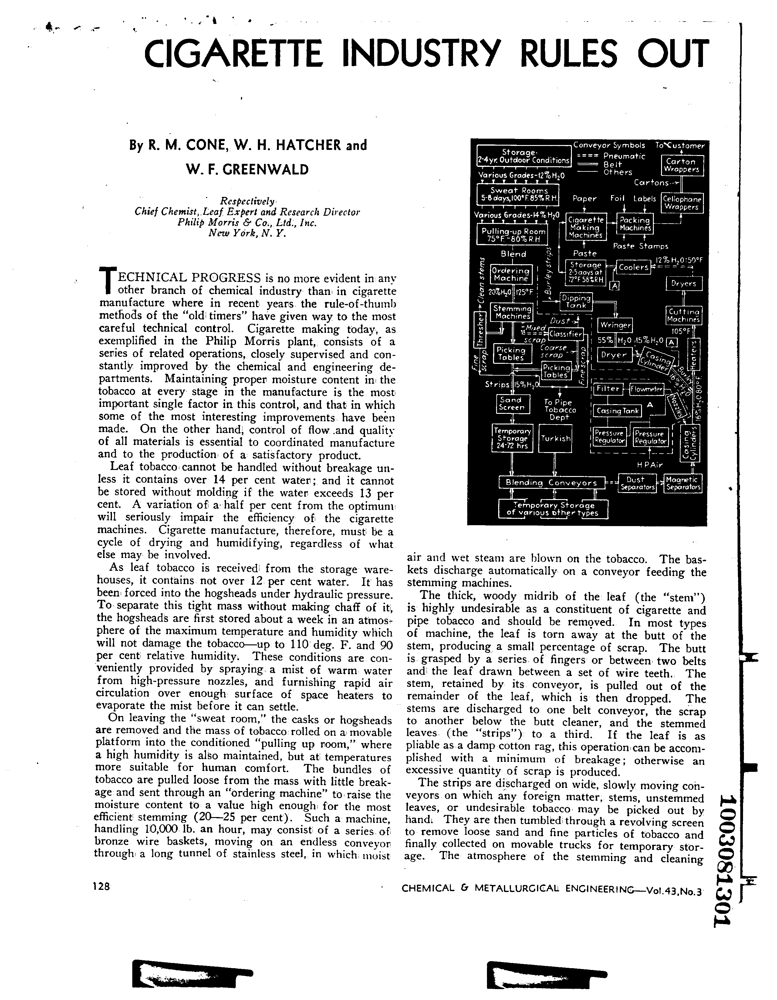 CIGARETTE INDUSTRY RULES OUT
By R. M. CONE, W. H. HATCHER and
W. F. GREENWALD
Respectively
Chief Chemist, Leaf Expert and Research Director
Philip Morris & Co., Ltd., Inc.
New York, N. Y.
TECHNICAL PROGRESS is no more evident in any
other branch of chemical industry than in cigarette
manufacture where in recent years the rule-of-thumb
methods of the "old timers" have given way to the most
careful technical control. Cigarette making today, as
exemplified in the Philip Morris plant, consists of a
series of related operations, closely supervised and con-
stantly improved by the chemical and engineering de-
partments. Maintaining proper moisture content in the
tobacco at every stage in the manufacture is the most
important single factor in this control, and that in which
some of the most interesting improvements have been
made. On the other hand, control of flow and quality
of all materials is essential to coordinated manufacture
and to the production of a satisfactory product.
Leaf tobacco cannot be handled without breakage un-
less it contains over 14 per cent water; and it cannot
be stored without molding if the water exceeds 13 per
cent. A variation of a half per cent from the optimum
will seriously impair the efficiency of the cigarette
machines. Cigarette manufacture, therefore, must be a
cycle of drying and humidifying, regardless of what
else may be involved.
As leaf tobacco is received from the storage ware-
houses, it contains not over 12 per cent water. It has
been forced into the hogsheads under hydraulic pressure.
To separate this tight mass without making chaff of it,
the hogsheads are first stored about a week in an atmos-
phere of the maximum temperature and humidity which
will not damage the tobacco—up to 110 deg. F. and 90
per cent relative humidity. These conditions are con-
veniently provided by spraying a mist of warm water
from high-pressure nozzles, and furnishing rapid air
circulation over enough surface of space heaters to
evaporate the mist before it can settle.
On leaving the "sweat room," the casks or hogsheads
are removed and the mass of tobacco rolled on a movable
platform into the conditioned "pulling up room," where
a high humidity is also maintained, but at temperatures
more suitable for human comfort. The bundles of
tobacco are pulled loose from the mass with little break-
age and sent through an "ordering machine" to raise the
moisture content to a value high enough for the most
efficient stemming (20—25 per cent). Such a machine,
handling 10,000 lb. an hour, may consist of a series of
bronze wire baskets, moving on an endless conveyor
through a long tunnel of stainless steel, in which moist
Storage-
2-4 yr. Outdoor Conditions
Conveyor Symbols
==== Pneumatic
Belt
Others
To Customer
Carton
Wrappers
Various Grades-12% H2O
Cartons
Sweat Rooms
5-8 days, 100°F. 85% R.H
Paper Foil Labels
Cellophane
Wrappers
Various Grades-14% H2O
Cigarette
Making
Machines
Packing
Machines
Pulling-up Room
75°F-80% R.H
Paste
Paste Stamps
Blend
Clean stems
Burley strips
Storage
2-5 days at
72°F 58% RH
Coolers
12% H2O 150°F
Ordering
Machine
A
Dryers
20% H2O 125°F
Dipping
Tank
Stemming
Machines
Dust
Cutting
Machines
Thresher
Mixed
scrap
Classifier
Wringer
105°F
55% H2O 15% H2O A
Fine
scrap
Picking
Tables
Coarse
scrap
Dryer
Casing
Cylinder
Heaters
Picking
Tables
Fine scrap
Strips 15% H2O
Filter
Flowmeter
Sand
Screen
To Pipe
Tobacco
Dept
Casing Tank
A
Temporary
Storage
24-72 hrs
Turkish
Pressure
Regulator
Pressure
Regulator
Casing
Cylinders
H P Air
Blending Conveyors
Dust
Separators
Magnetic
Separators
Temporary Storage
of various other types
air and wet steam are blown on the tobacco. The bas-
kets discharge automatically on a conveyor feeding the
stemming machines.
The thick, woody midrib of the leaf (the "stem")
is highly undesirable as a constituent of cigarette and
pipe tobacco and should be removed. In most types
of machine, the leaf is torn away at the butt of the
stem, producing a small percentage of scrap. The butt
is grasped by a series of fingers or between two belts
and the leaf drawn between a set of wire teeth. The
stem, retained by its conveyor, is pulled out of the
remainder of the leaf, which is then dropped. The
stems are discharged to one belt conveyor, the scrap
to another below the butt cleaner, and the stemmed
leaves (the "strips") to a third. If the leaf is as
pliable as a damp cotton rag, this operation can be accom-
plished with a minimum of breakage; otherwise an
excessive quantity of scrap is produced.
The strips are discharged on wide, slowly moving con-
veyors on which any foreign matter, stems, unstemmed
leaves, or undesirable tobacco may be picked out by
hand. They are then tumbled through a revolving screen
to remove loose sand and fine particles of tobacco and
finally collected on movable trucks for temporary stor-
age. The atmosphere of the stemming and cleaning
128
CHEMICAL & METALLURGICAL ENGINEERING—Vol.43,No.3
1003081301